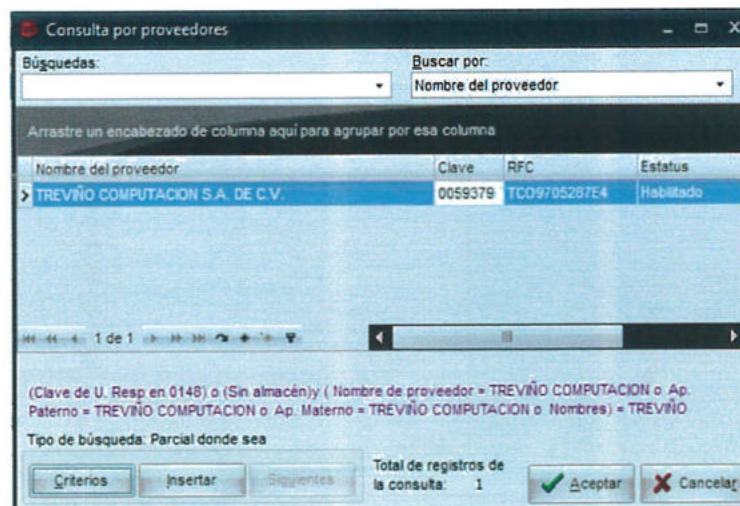 Consulta por proveedores
Búsquedas: Buscar por:
Nombre del proveedor
Arrastre un encabezado de columna aquí para agrupar por esa columna
Nombre del proveedor Clave RFC Estatus
TREVIÑO COMPUTACION S.A. DE C.V. 0059379 TCO9705287E4 Habilitado
1 de 1
(Clave de U. Resp en 0148) o (Sin almacén)y ( Nombre de proveedor = TREVIÑO COMPUTACION o Ap.
Paterno = TREVIÑO COMPUTACION o Ap. Materno = TREVIÑO COMPUTACION o Nombres) = TREVIÑO
Tipo de búsqueda: Parcial donde sea
Criterios Insertar Siguientes Total de registros de
la consulta: 1 Aceptar Cancelar